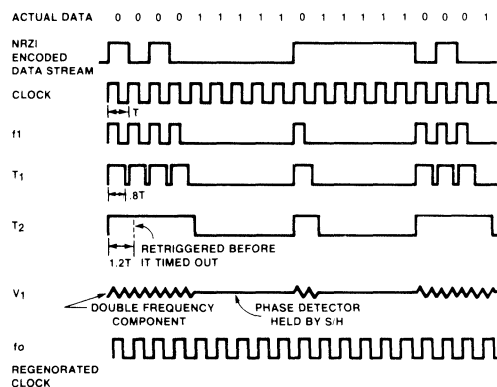 ACTUAL DATA 0 0 0 0 1 1 1 1 1 0 1 1 1 1 1 0 0 0 1
NRZI
ENCODED
DATA STREAM
CLOCK
T
f1
T1
.8T
T2
RETRIGGERED BEFORE
1.2T IT TIMED OUT
V1
DOUBLE FREQUENCY
COMPONENT
PHASE DETECTOR
HELD BY S/H
fo
REGENORATED
CLOCK